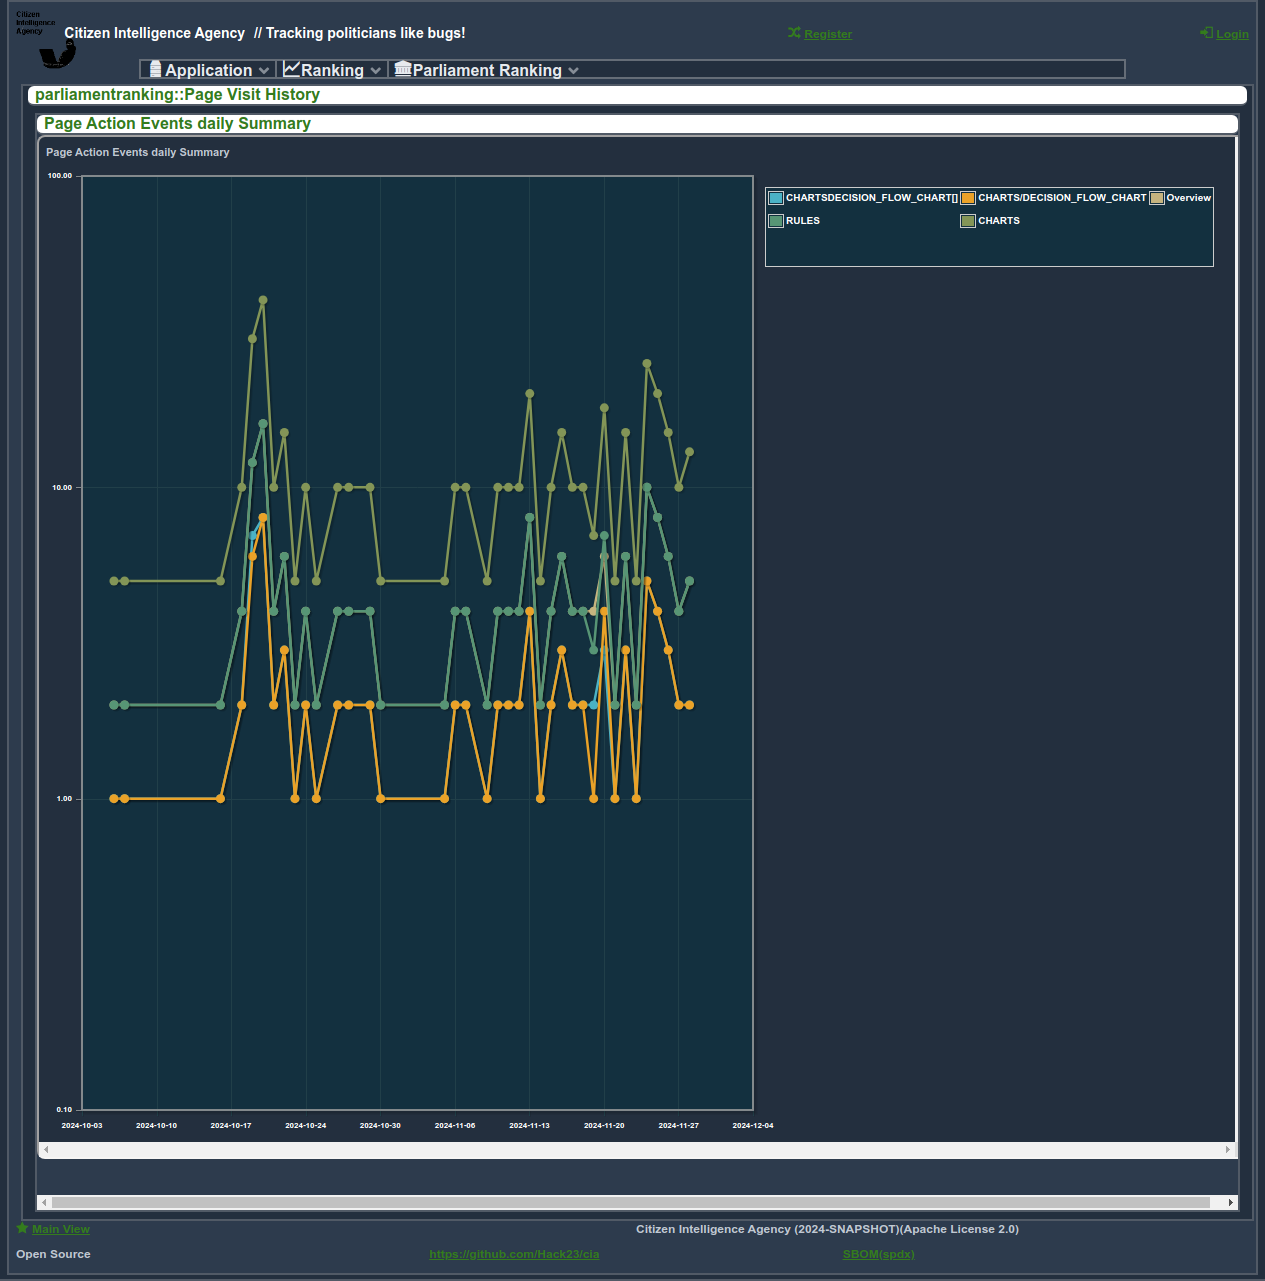 Citizen
Intelligence
Agency
Citizen Intelligence Agency // Tracking politicians like bugs!
Register
Login
Application
Ranking
Parliament Ranking
parliamentranking::Page Visit History
Page Action Events daily Summary
Page Action Events daily Summary
100.00
10.00
1.00
0.10
CHARTSDECISION_FLOW_CHART[]
CHARTS/DECISION_FLOW_CHART
Overview
RULES
CHARTS
2024-10-03
2024-10-10
2024-10-17
2024-10-24
2024-10-30
2024-11-06
2024-11-13
2024-11-20
2024-11-27
2024-12-04
Main View
Citizen Intelligence Agency (2024-SNAPSHOT)(Apache License 2.0)
Open Source
https://github.com/Hack23/cia
SBOM(spdx)